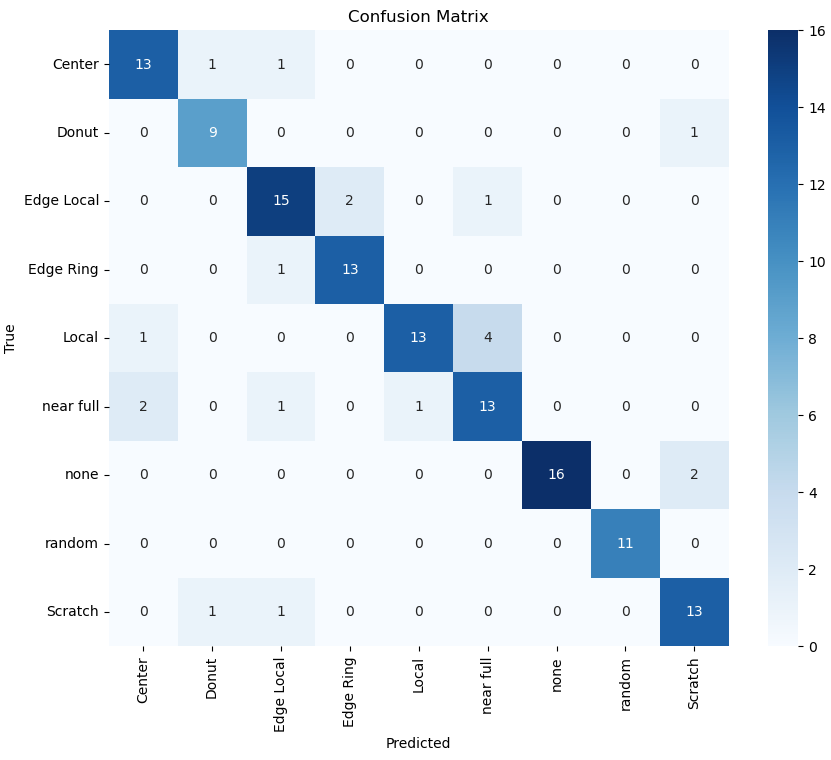 Confusion Matrix
Center 13 1 1 0 0 0 0 0 0
Donut 0 9 0 0 0 0 0 0 1
Edge Local 0 0 15 2 0 1 0 0 0
Edge Ring 0 0 1 13 0 0 0 0 0
Local 1 0 0 0 13 4 0 0 0
near full 2 0 1 0 1 13 0 0 0
none 0 0 0 0 0 0 16 0 2
random 0 0 0 0 0 0 0 11 0
Scratch 0 1 1 0 0 0 0 0 13
True
Center Donut Edge Local Edge Ring Local near full none random Scratch
Predicted
16
14
12
10
8
6
4
2
0